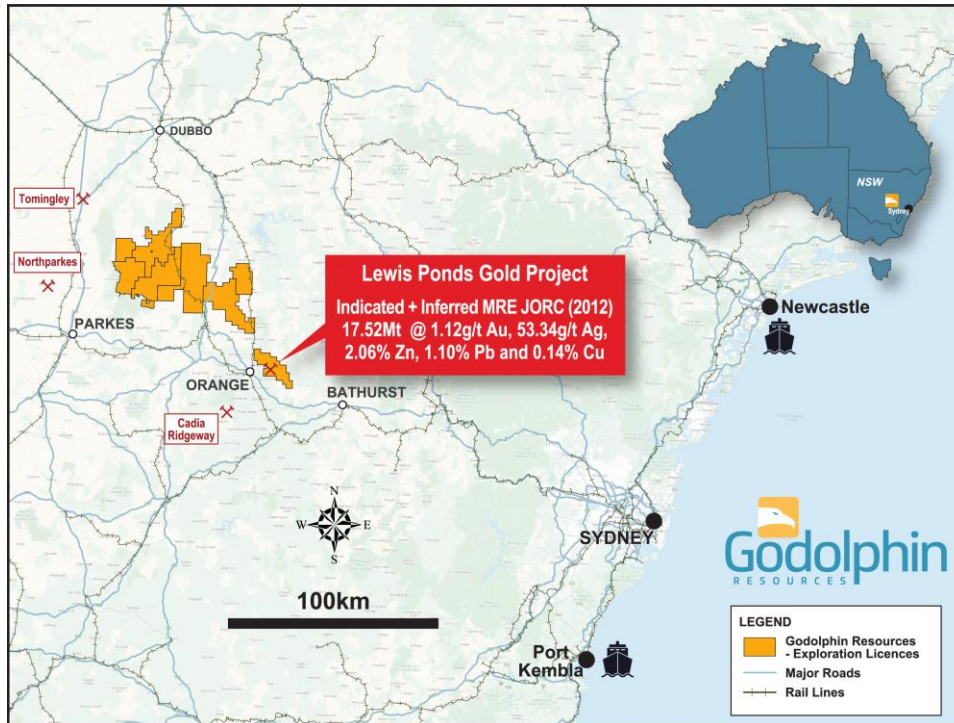 DUBBO
Tomingley
Northparkes
PARKES
ORANGE
BATHURST
Cadia
Ridgeway
Lewis Ponds Gold Project
Indicated + Inferred MRE JORC (2012)
17.52Mt @ 1.12g/t Au, 53.34g/t Ag,
2.06% Zn, 1.10% Pb and 0.14% Cu
NSW
Sydney
Newcastle
SYDNEY
Port
Kembla
N
W E
S
100km
Godolphin
RESOURCES
LEGEND
Godolphin Resources
- Exploration Licences
Major Roads
Rail Lines